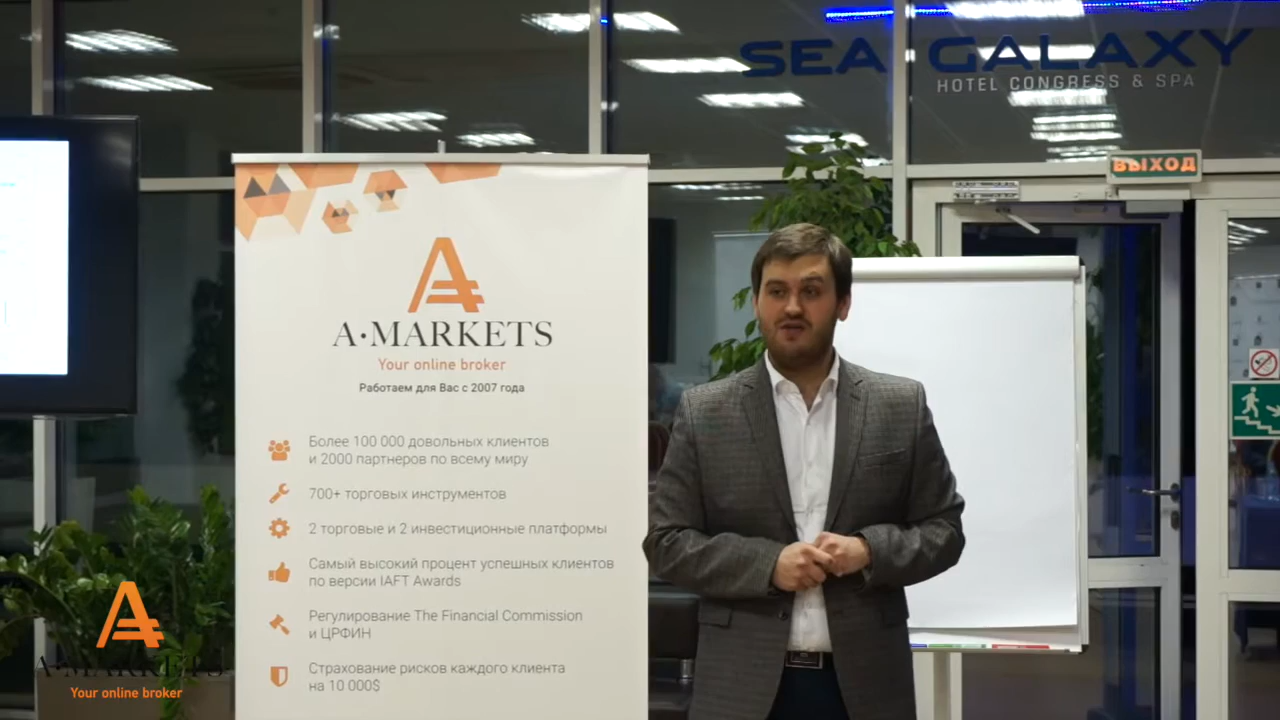 SEA GALAXY
HOTEL CONGRESS & SPA
ВЫХОД
A•MARKETS
Your online broker
Работаем для Вас с 2007 года
Более 100 000 довольных клиентов
и 2000 партнеров по всему миру
700+ торговых инструментов
2 торговые и 2 инвестиционные платформы
Самый высокий процент успешных клиентов
по версии IAFT Awards
Регулирование The Financial Commission
и ЦРФИН
Страхование рисков каждого клиента
на 10 000$
A•MARKETS
Your online broker